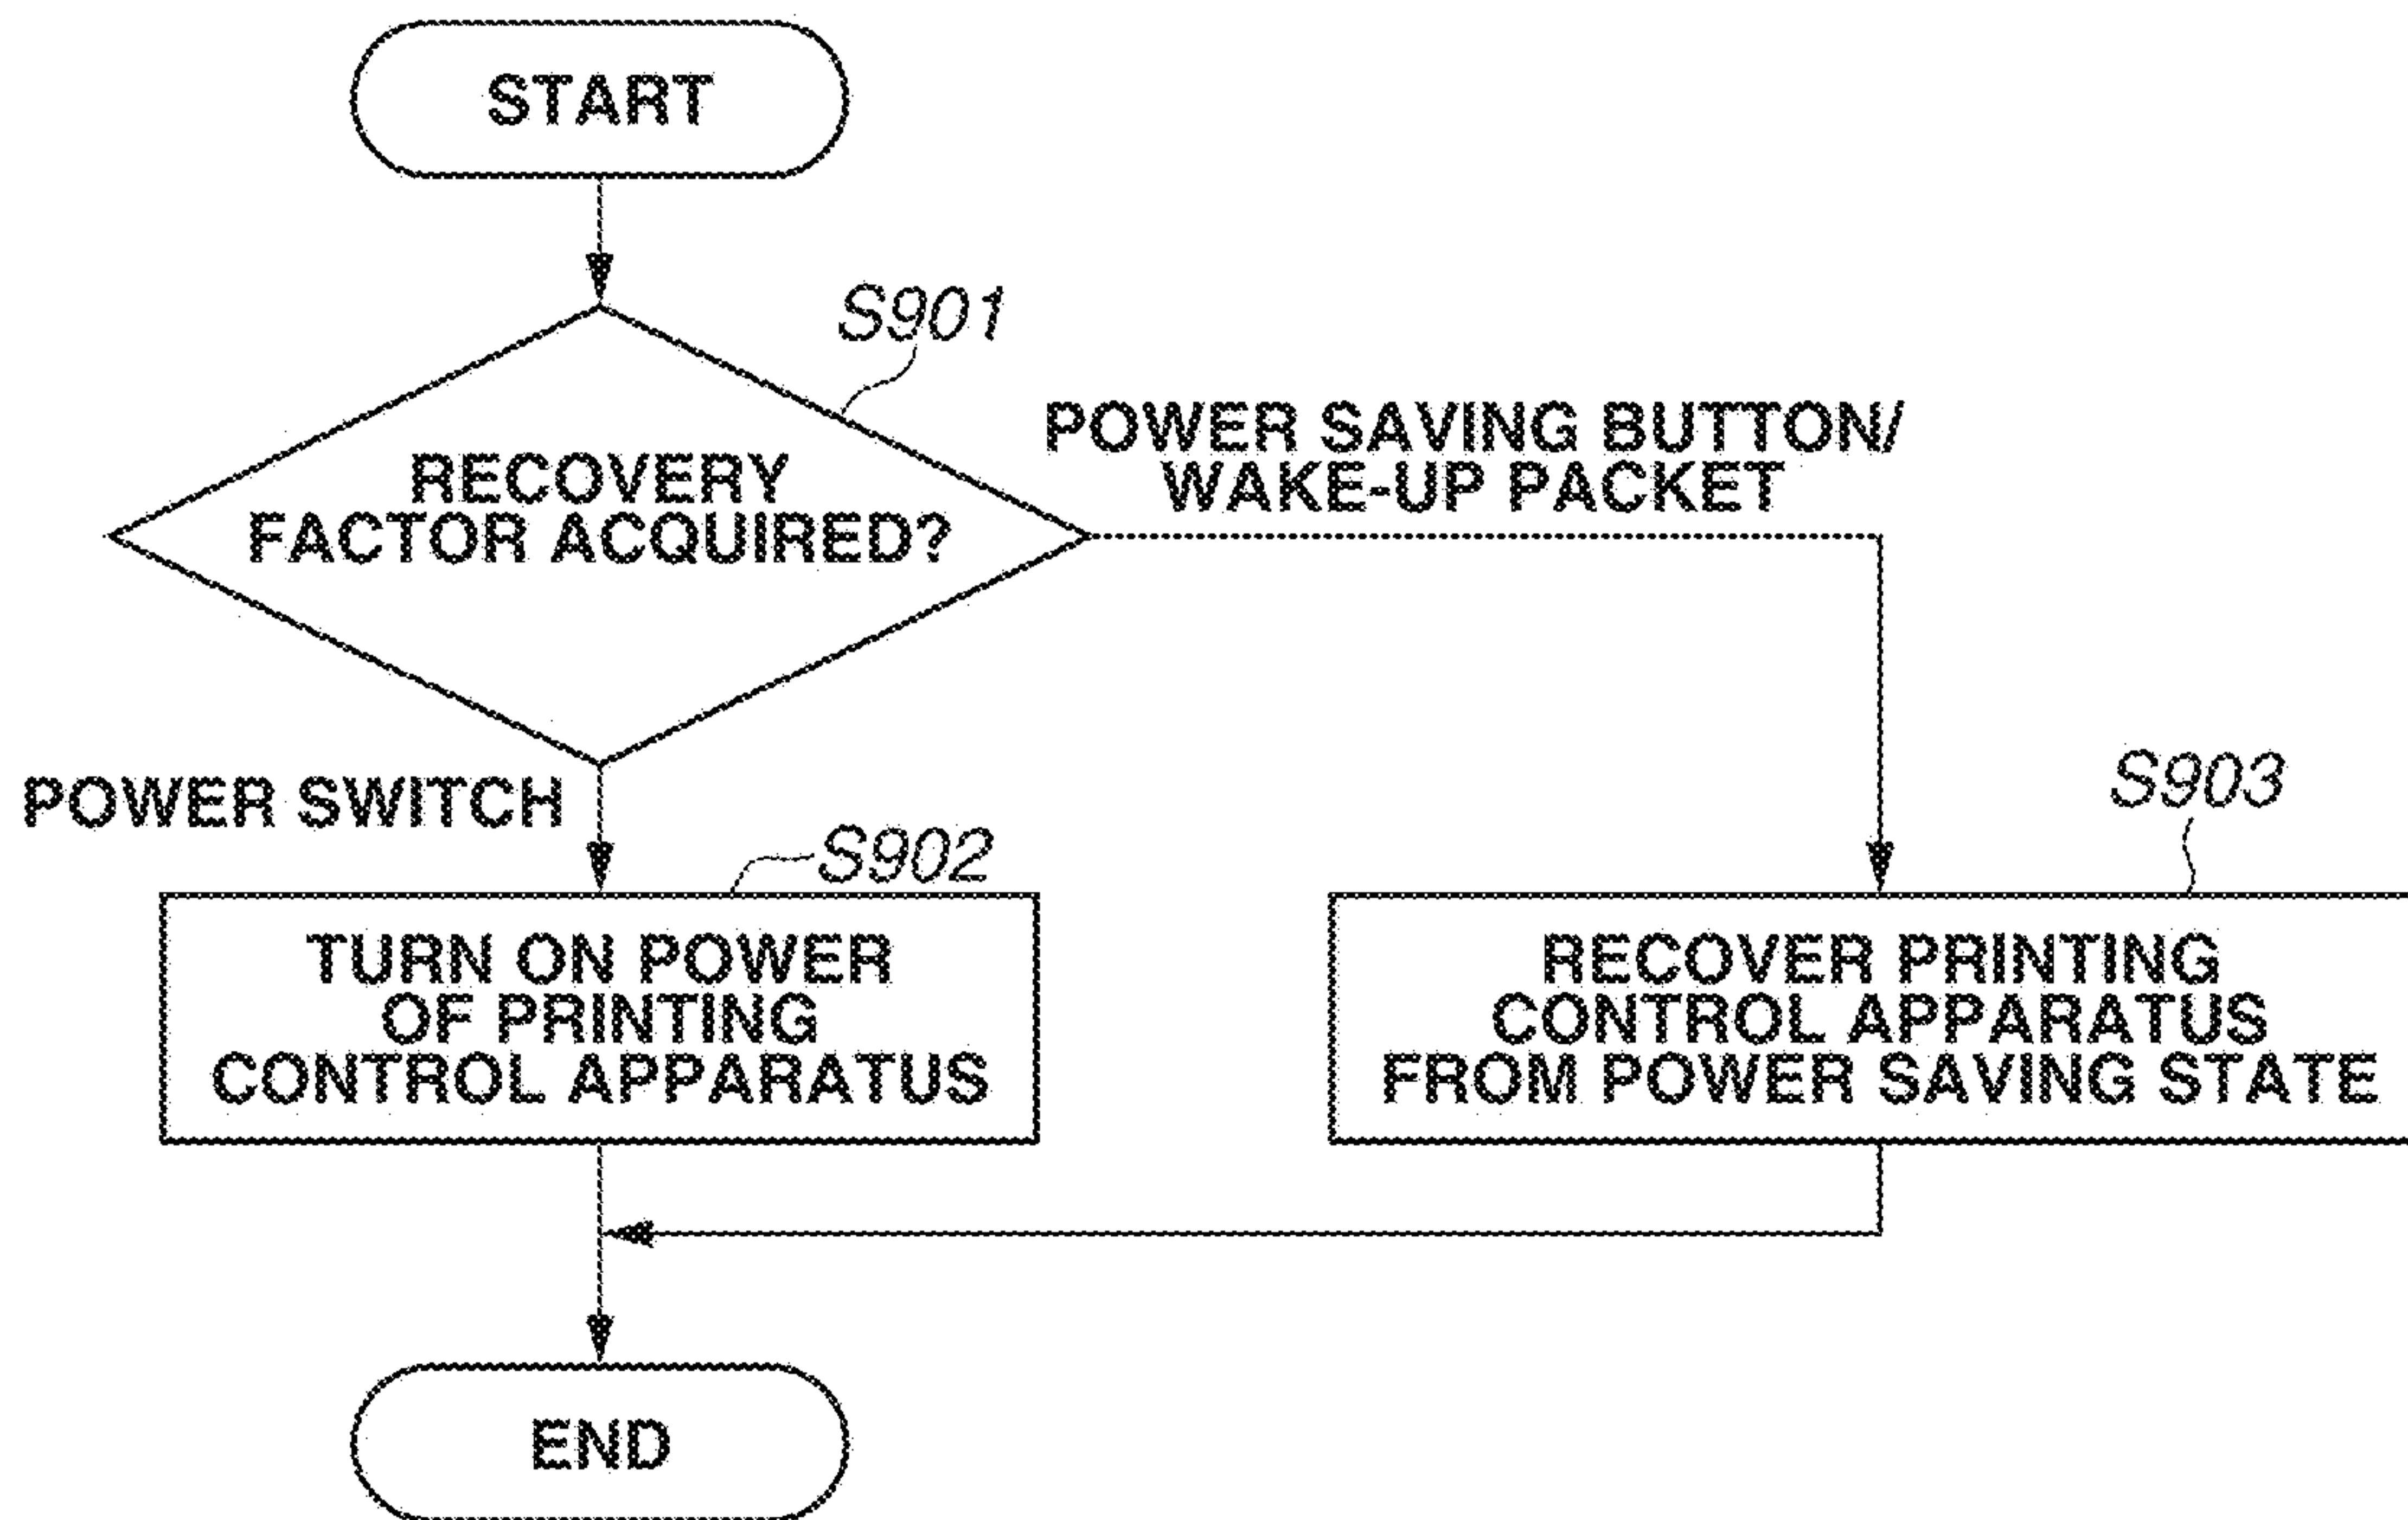 START
S901
RECOVERY
FACTOR ACQUIRED?
POWER SAVING BUTTON/
WAKE-UP PACKET
POWER SWITCH
S902
S903
TURN ON POWER
OF PRINTING
CONTROL APPARATUS
RECOVER PRINTING
CONTROL APPARATUS
FROM POWER SAVING STATE
END